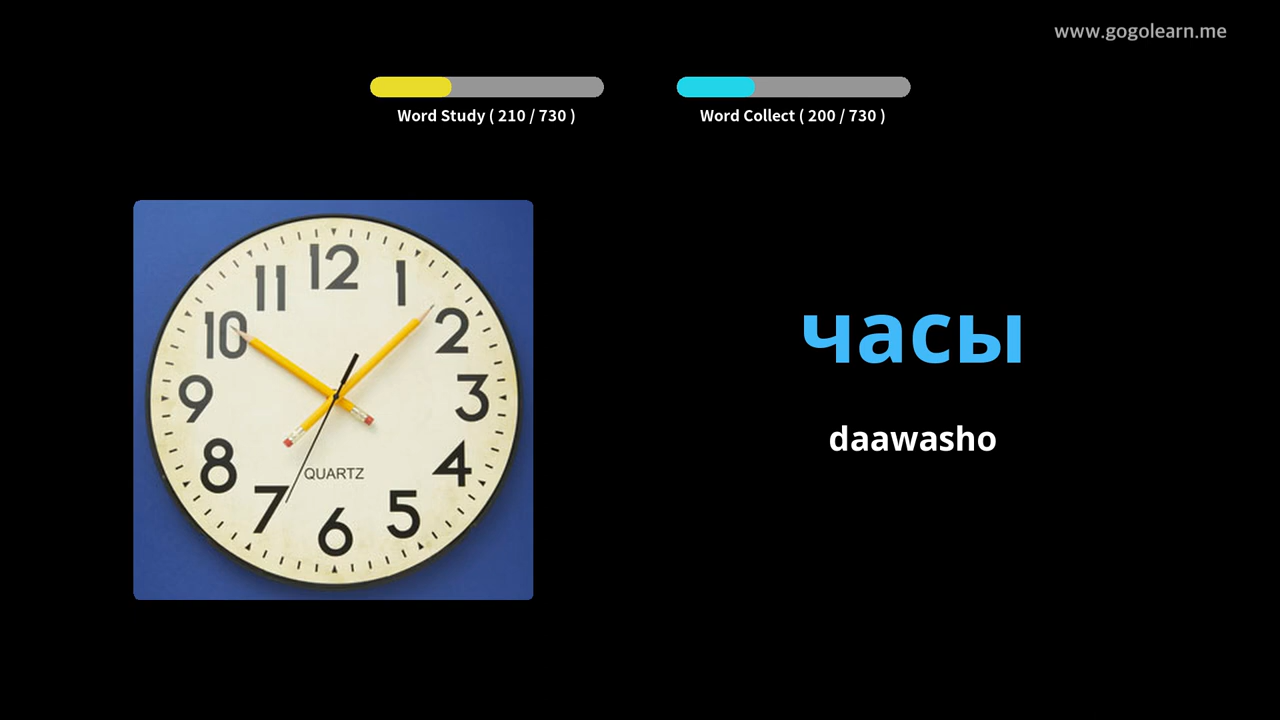 www.gogolearn.me
Word Study ( 210 / 730 )
Word Collect ( 200 / 730 )
12
11
1
10
2
9
3
8
4
7
5
6
QUARTZ
часы
daawasho